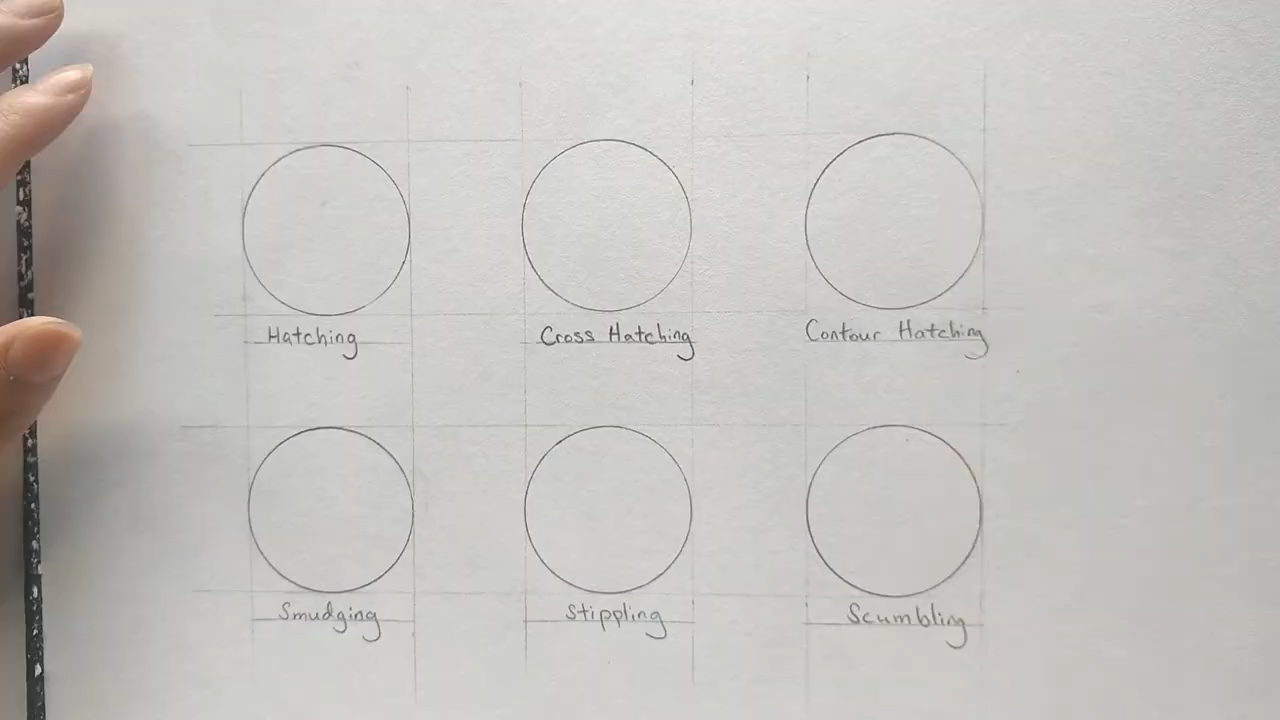 Hatching
Cross Hatching
Contour Hatching
Smudging
Stippling
Scumbling